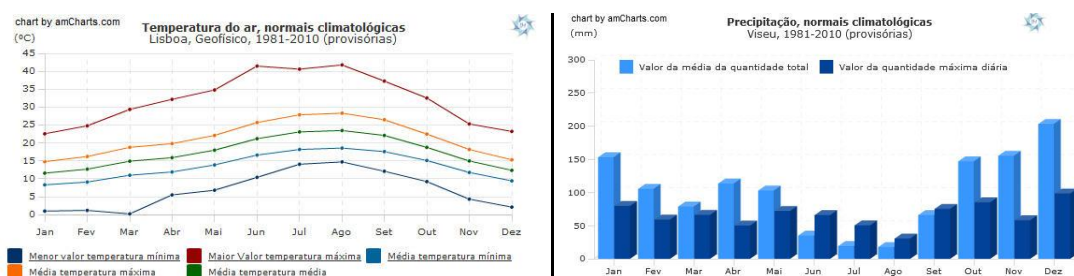 chart by amCharts.com
(ºC)
Temperatura do ar, normais climatológicas
Lisboa, Geofísico, 1981-2010 (provisórias)
45
40
35
30
25
20
15
10
5
0
Jan Fev Mar Abr Mai Jun Jul Ago Set Out Nov Dez
Menor valor temperatura mínima Maior Valor temperatura máxima Média temperatura mínima
Média temperatura máxima Média temperatura média
chart by amCharts.com
(mm)
Precipitação, normais climatológicas
Viseu, 1981-2010 (provisórias)
300
Valor da média da quantidade total Valor da quantidade máxima diária
250
200
150
100
50
0
Jan Fev Mar Abr Mai Jun Jul Ago Set Out Nov Dez